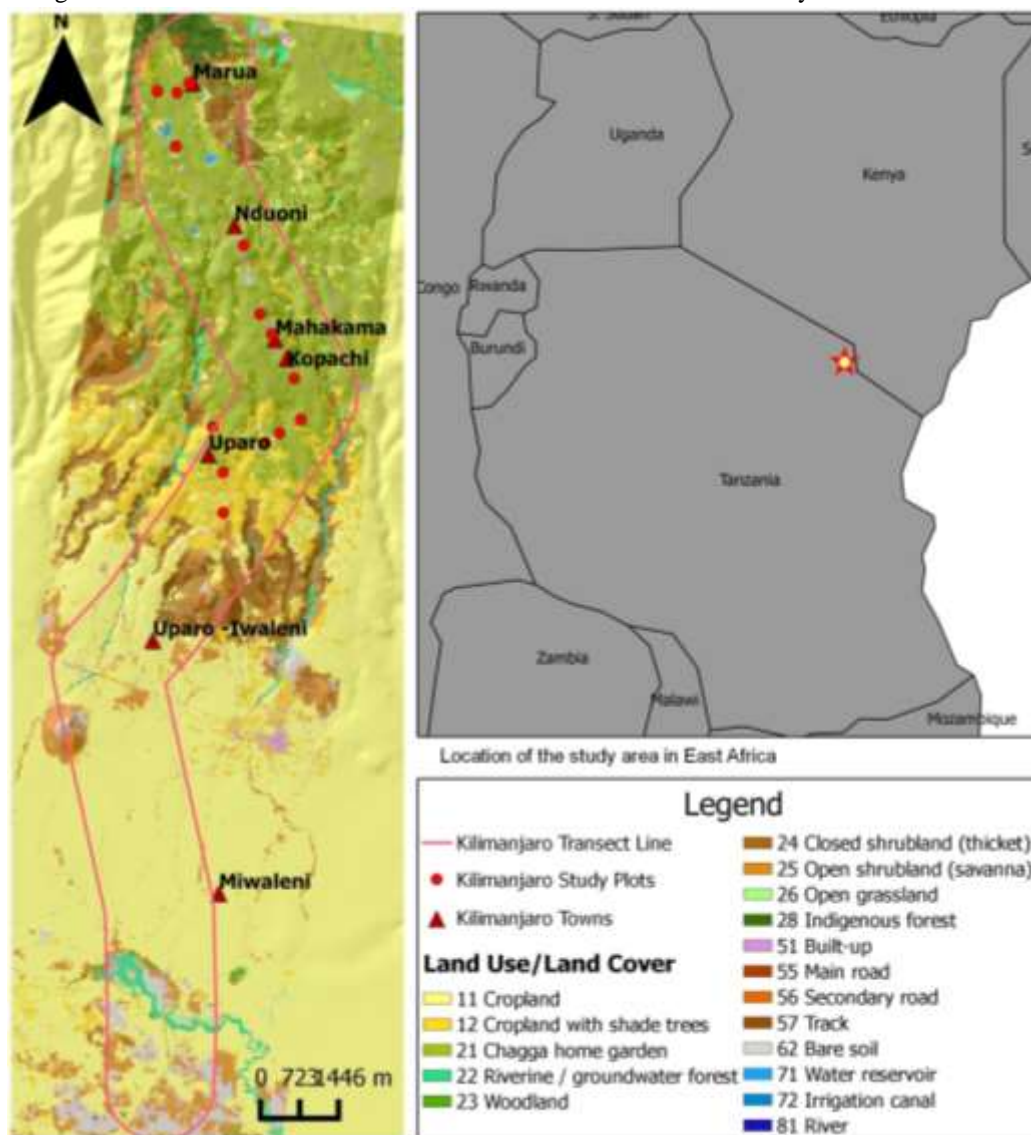 N
Marua
Nduoni
Mahakama
Kopachi
Uparo
Uparo -Iwaleni
Miwaleni
0 723 1446 m
S. Sudan
Ethiopia
Uganda
Kenya
S
Congo
Rwanda
Burundi
Tanzania
Zambia
Malawi
Mozambique
Location of the study area in East Africa
Legend
Kilimanjaro Transect Line
Kilimanjaro Study Plots
Kilimanjaro Towns
Land Use/Land Cover
11 Cropland
12 Cropland with shade trees
21 Chagga home garden
22 Riverine / groundwater forest
23 Woodland
24 Closed shrubland (thicket)
25 Open shrubland (savanna)
26 Open grassland
28 Indigenous forest
51 Built-up
55 Main road
56 Secondary road
57 Track
62 Bare soil
71 Water reservoir
72 Irrigation canal
81 River